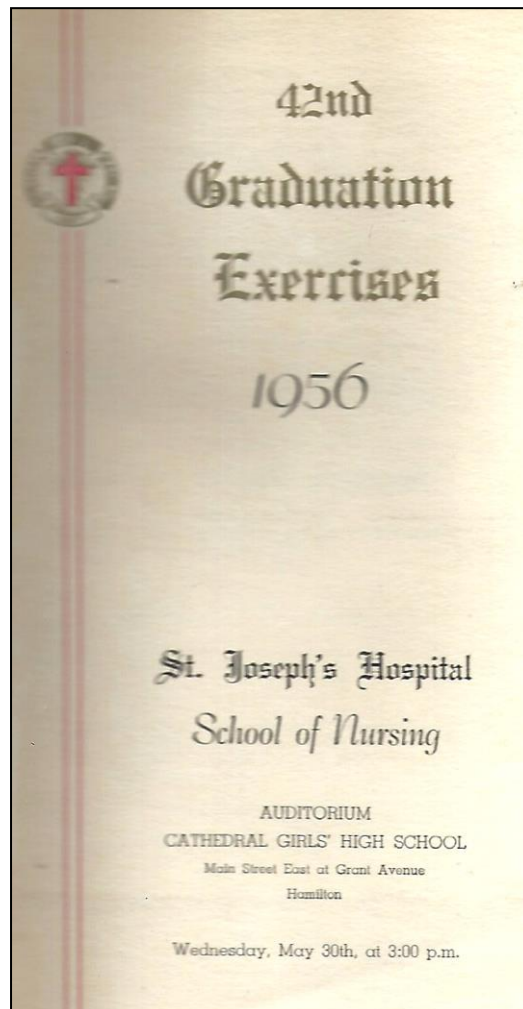 42nd
Graduation
Exercises
1956
St. Joseph's Hospital
School of Nursing
AUDITORIUM
CATHEDRAL GIRLS' HIGH SCHOOL
Main Street East at Grant Avenue
Hamilton
Wednesday, May 30th, at 3:00 p.m.